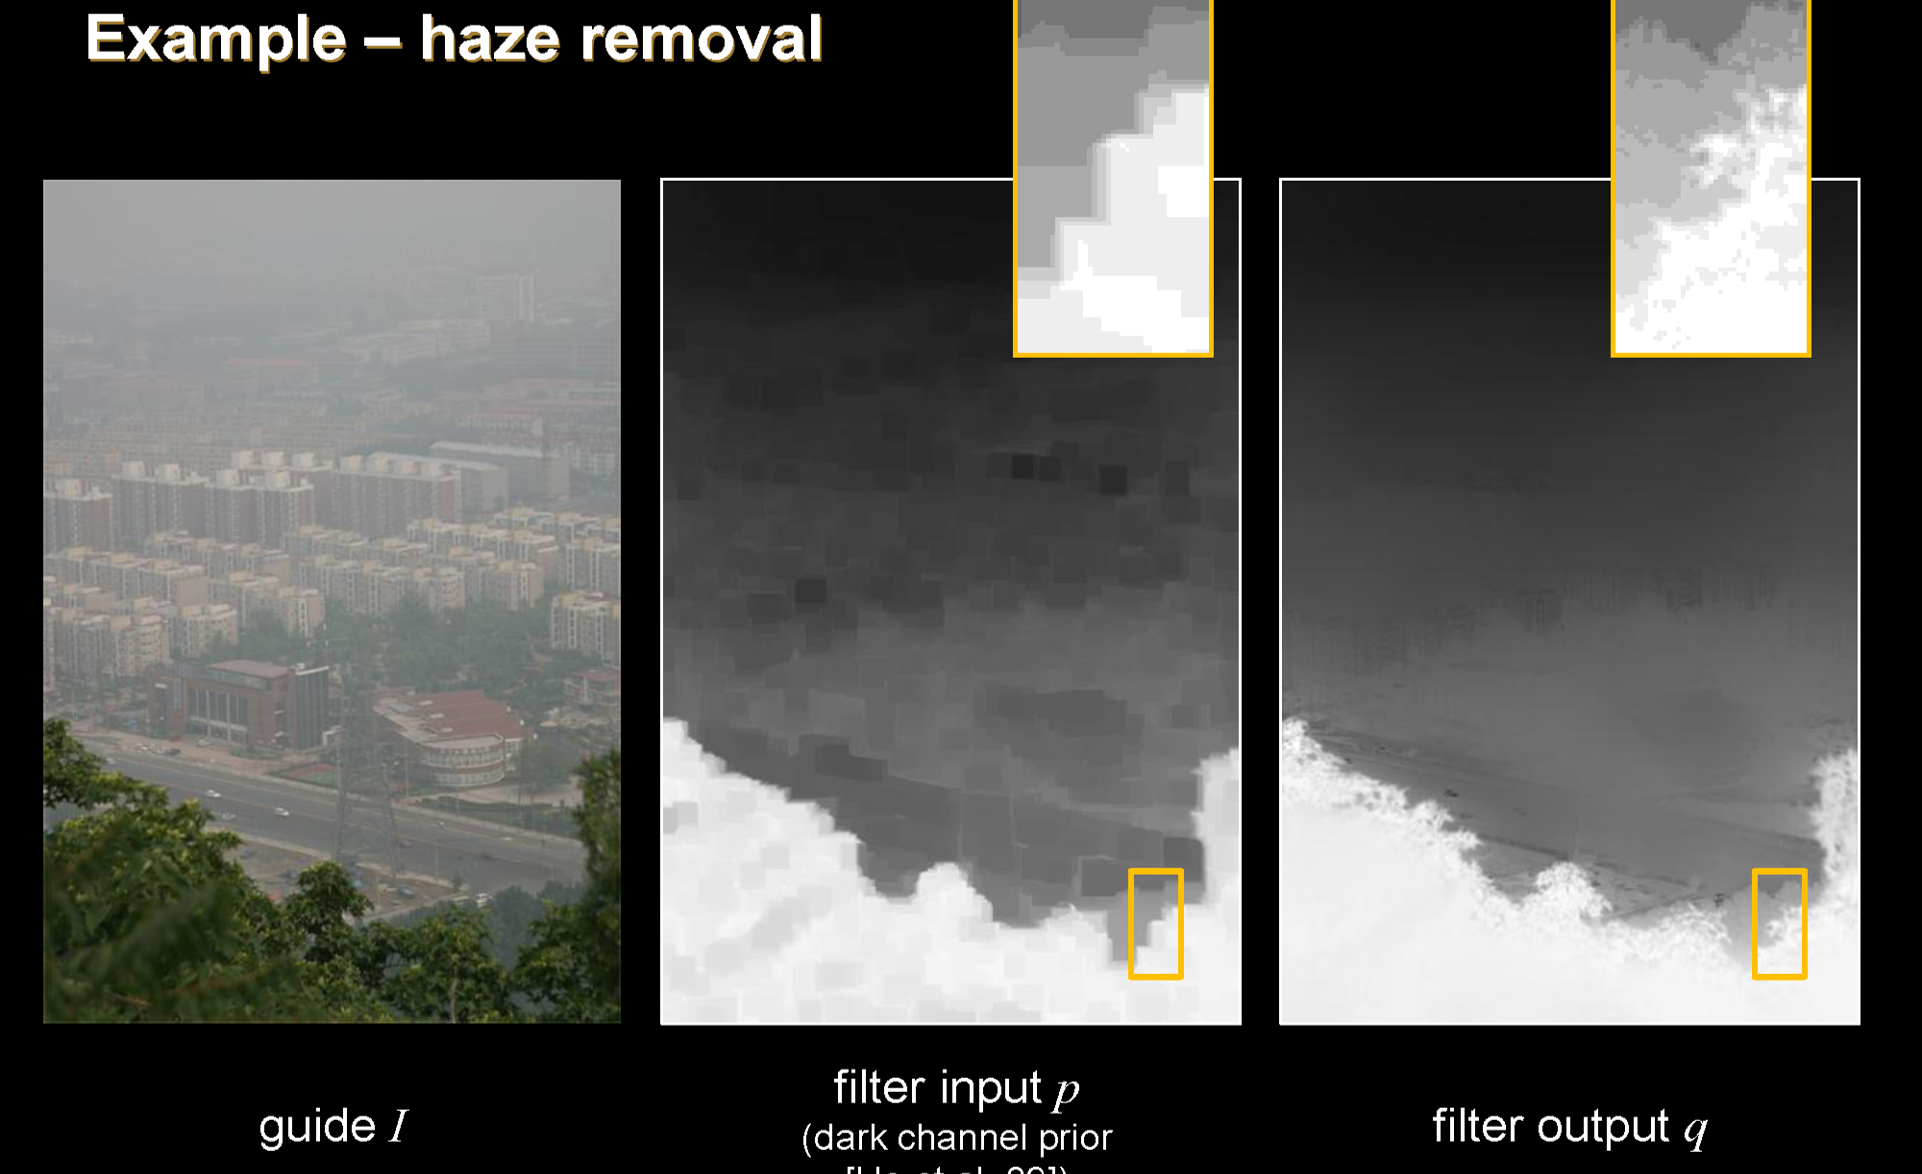 Example – haze removal
guide I
filter input p
(dark channel prior
filter output q